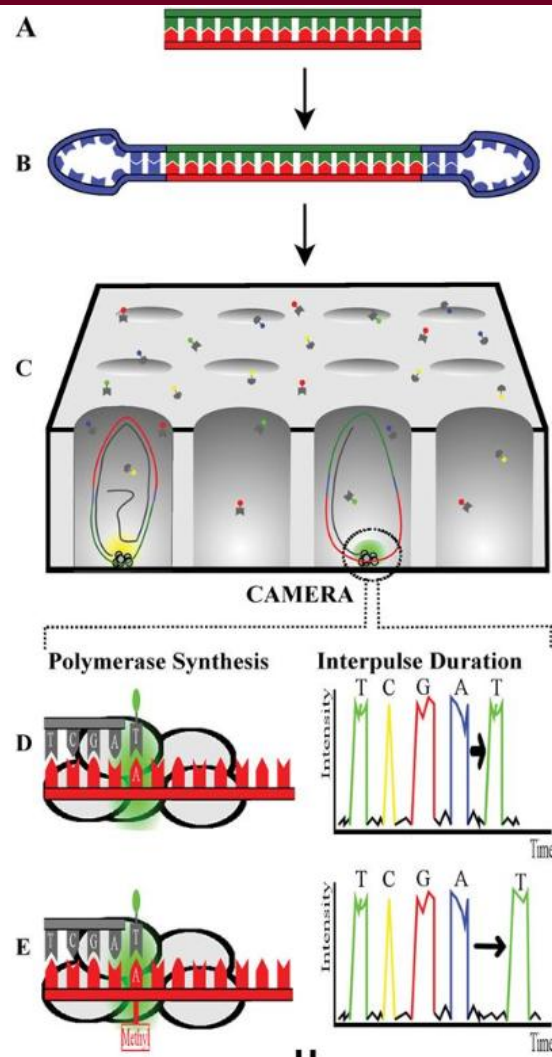 A
B
C
CAMERA
Polymerase Synthesis
Interpulse Duration
D
T C G A T
A
Intensity
T C G A T
Time
E
T C G A T
A
Methyl
Intensity
T C G A T
Time